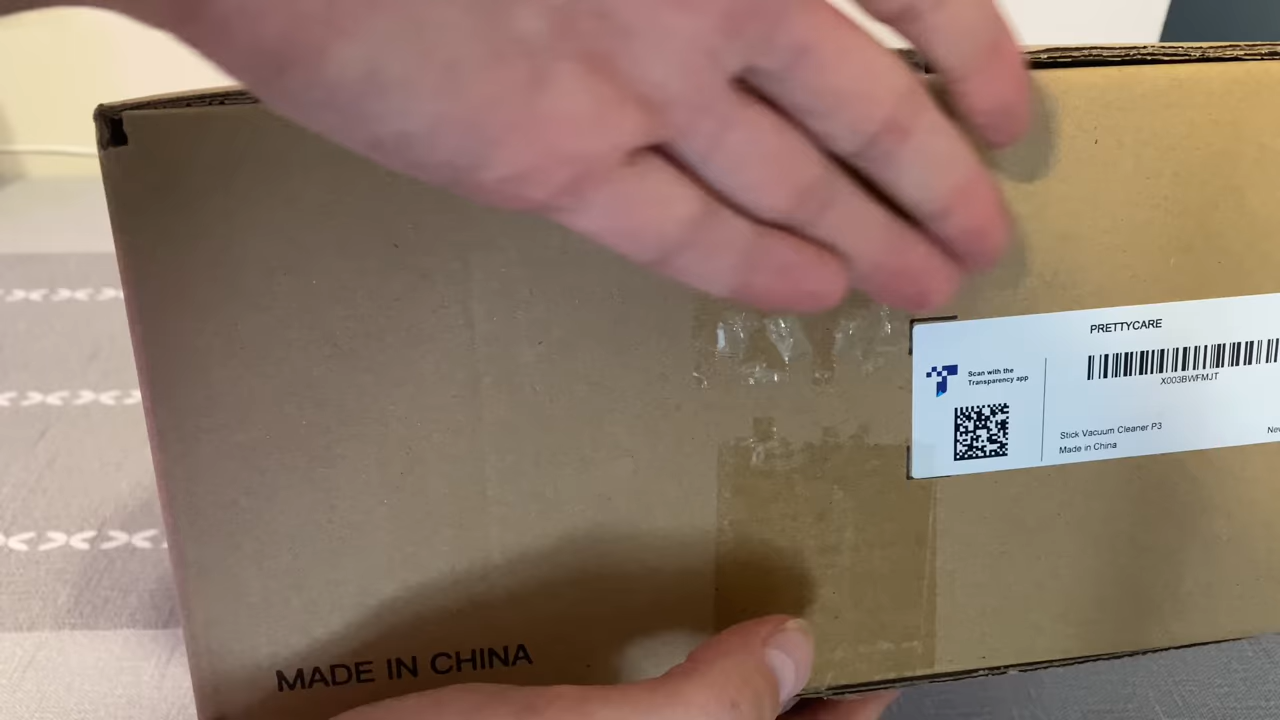 PRETTYCARE
Scan with the
Transparency app
X003BWFMJT
Stick Vacuum Cleaner P3
Made in China
MADE IN CHINA